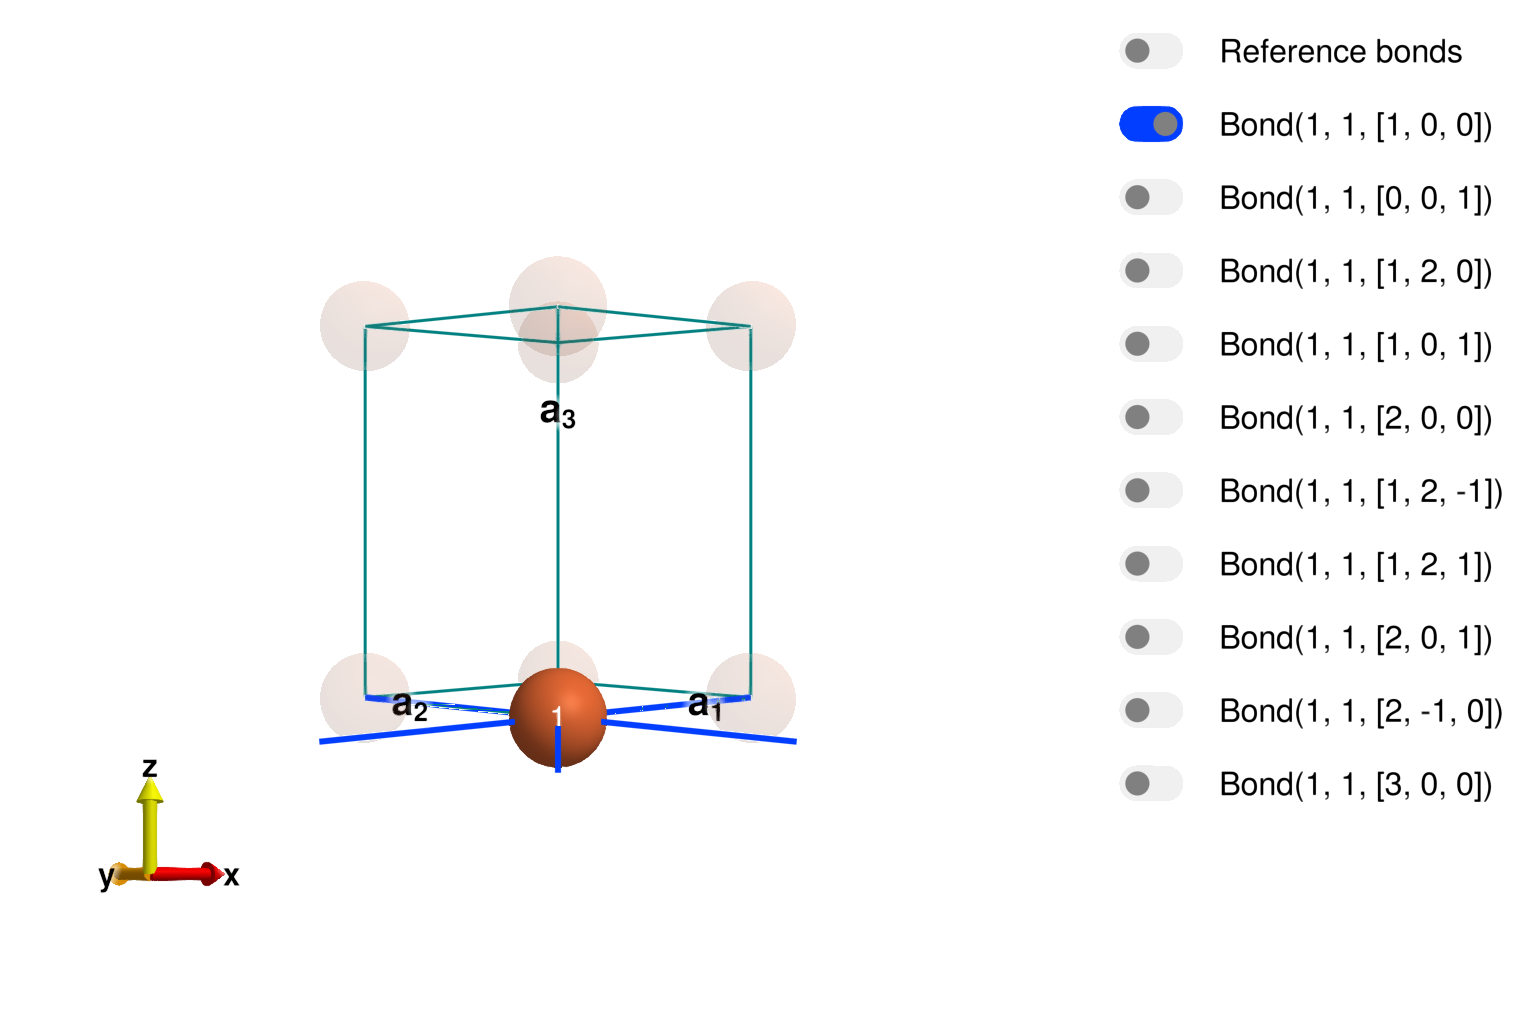 Reference bonds
Bond(1, 1, [1, 0, 0])
Bond(1, 1, [0, 0, 1])
Bond(1, 1, [1, 2, 0])
Bond(1, 1, [1, 0, 1])
Bond(1, 1, [2, 0, 0])
Bond(1, 1, [1, 2, -1])
Bond(1, 1, [1, 2, 1])
Bond(1, 1, [2, 0, 1])
Bond(1, 1, [2, -1, 0])
Bond(1, 1, [3, 0, 0])
a₃
a₂ 1 a₁
z
y x